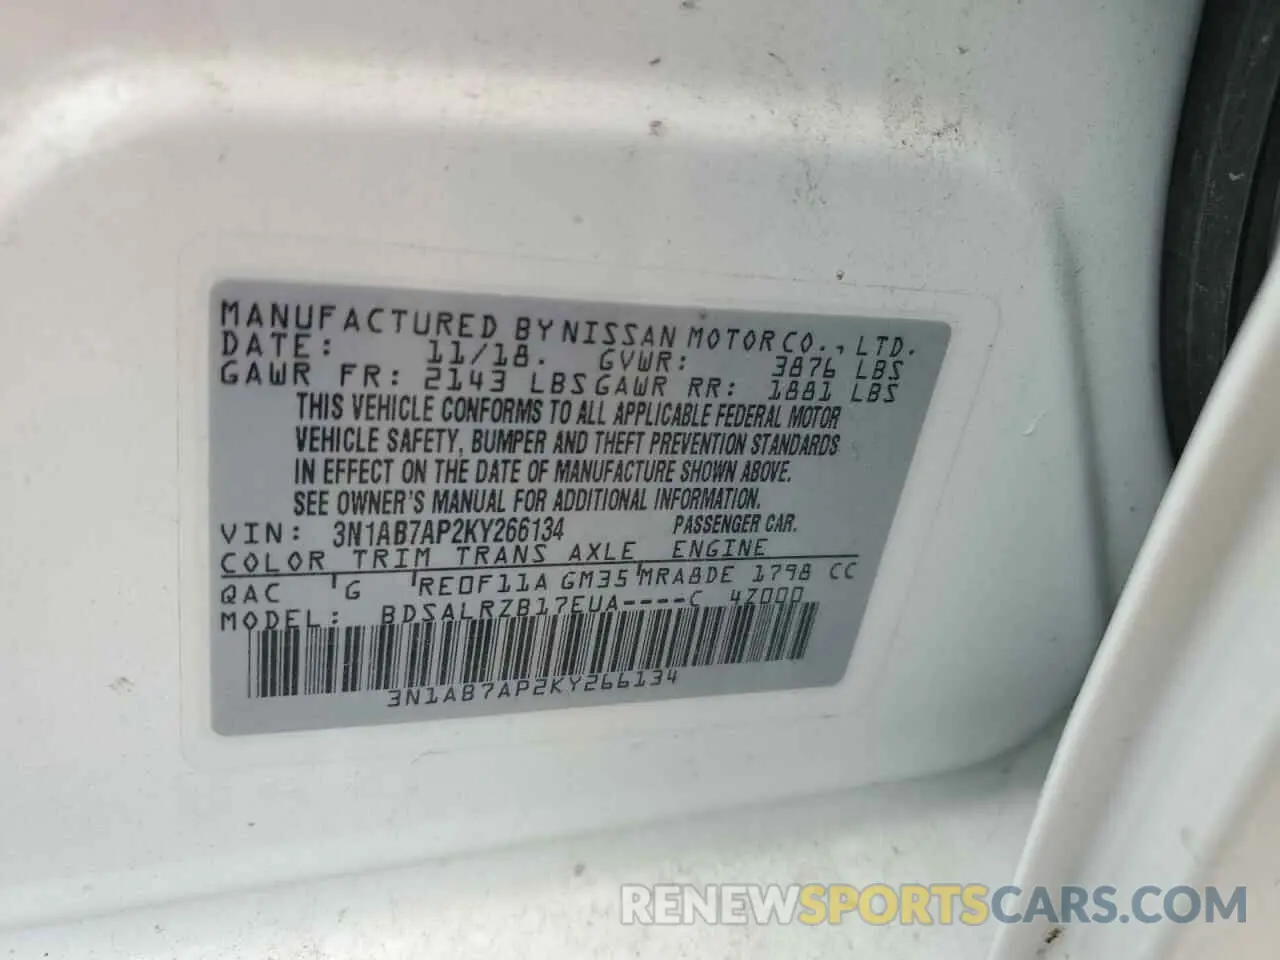 MANUFACTURED BY NISSAN MOTOR CO., LTD.
DATE: 11/18. GVWR: 3876 LBS
GAWR FR: 2143 LBS GAWR RR: 1881 LBS
THIS VEHICLE CONFORMS TO ALL APPLICABLE FEDERAL MOTOR
VEHICLE SAFETY, BUMPER AND THEFT PREVENTION STANDARDS
IN EFFECT ON THE DATE OF MANUFACTURE SHOWN ABOVE.
SEE OWNER'S MANUAL FOR ADDITIONAL INFORMATION.
VIN: 3N1AB7AP2KY266134 PASSENGER CAR.
COLOR TRIM TRANS AXLE ENGINE
QAC G RE0F11A GM35 MRA8DE 1798 CC
MODEL: BDSALRZB17EUA----C 4Z000
3N1AB7AP2KY266134
RENEWSPORTSCARS.COM